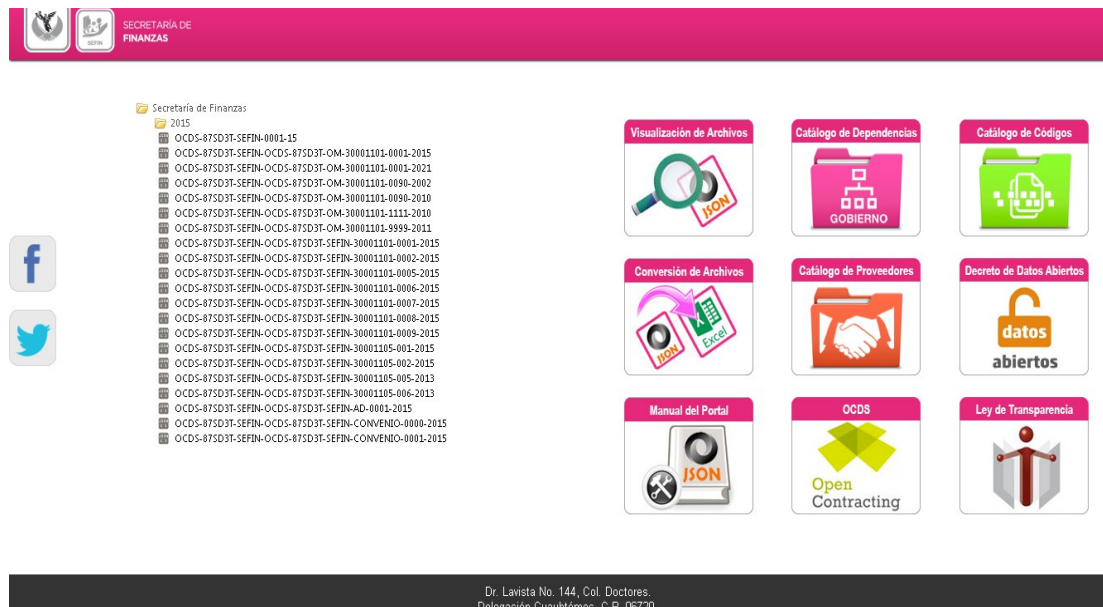 SECRETARÍA DE
FINANZAS
SEFIN
Secretaría de Finanzas
2015
OCDS-87SD3T-SEFIN-0001-15
OCDS-87SD3T-SEFIN-OCDS-87SD3T-OM-30001101-0001-2015
OCDS-87SD3T-SEFIN-OCDS-87SD3T-OM-30001101-0001-2021
OCDS-87SD3T-SEFIN-OCDS-87SD3T-OM-30001101-0090-2002
OCDS-87SD3T-SEFIN-OCDS-87SD3T-OM-30001101-0090-2010
OCDS-87SD3T-SEFIN-OCDS-87SD3T-OM-30001101-1111-2010
OCDS-87SD3T-SEFIN-OCDS-87SD3T-OM-30001101-9999-2011
OCDS-87SD3T-SEFIN-OCDS-87SD3T-SEFIN-30001101-0001-2015
OCDS-87SD3T-SEFIN-OCDS-87SD3T-SEFIN-30001101-0002-2015
OCDS-87SD3T-SEFIN-OCDS-87SD3T-SEFIN-30001101-0005-2015
OCDS-87SD3T-SEFIN-OCDS-87SD3T-SEFIN-30001101-0006-2015
OCDS-87SD3T-SEFIN-OCDS-87SD3T-SEFIN-30001101-0007-2015
OCDS-87SD3T-SEFIN-OCDS-87SD3T-SEFIN-30001101-0008-2015
OCDS-87SD3T-SEFIN-OCDS-87SD3T-SEFIN-30001101-0009-2015
OCDS-87SD3T-SEFIN-OCDS-87SD3T-SEFIN-30001105-001-2015
OCDS-87SD3T-SEFIN-OCDS-87SD3T-SEFIN-30001105-002-2015
OCDS-87SD3T-SEFIN-OCDS-87SD3T-SEFIN-30001105-005-2013
OCDS-87SD3T-SEFIN-OCDS-87SD3T-SEFIN-30001105-006-2013
OCDS-87SD3T-SEFIN-OCDS-87SD3T-SEFIN-AD-0001-2015
OCDS-87SD3T-SEFIN-OCDS-87SD3T-SEFIN-CONVENIO-0000-2015
OCDS-87SD3T-SEFIN-OCDS-87SD3T-SEFIN-CONVENIO-0001-2015
Visualización de Archivos
JSON
Catálogo de Dependencias
GOBIERNO
Catálogo de Códigos
Conversión de Archivos
JSON
Excel
Catálogo de Proveedores
Decreto de Datos Abiertos
datos
abiertos
Manual del Portal
JSON
OCDS
Open
Contracting
Ley de Transparencia
Dr. Lavista No. 144, Col. Doctores.
Delegación Cuauhtémoc, C.P. 06720